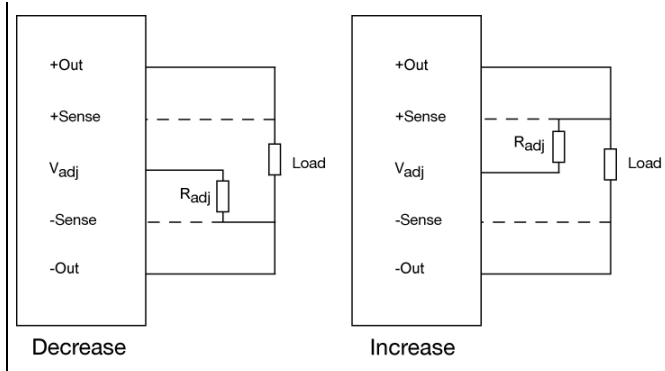 +Out
+Sense
Vadj
Radj
-Sense
-Out
Load
Decrease
+Out
+Sense
Radj
Vadj
-Sense
-Out
Load
Increase